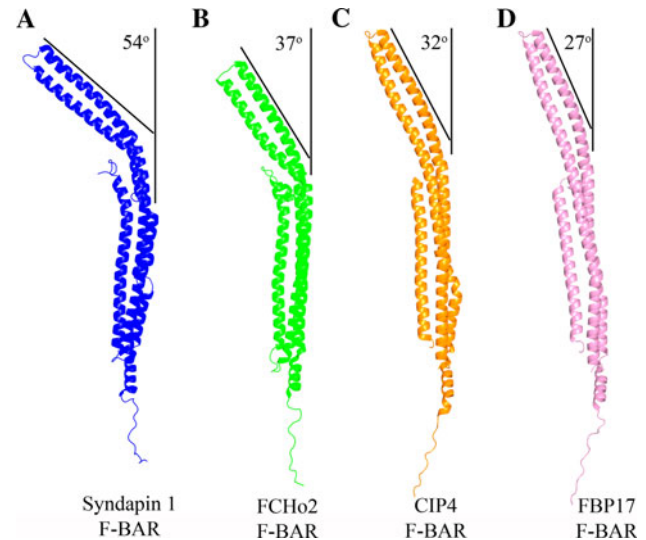 A
B
C
D
54°
37°
32°
27°
Syndapin 1
F-BAR
FCHo2
F-BAR
CIP4
F-BAR
FBP17
F-BAR